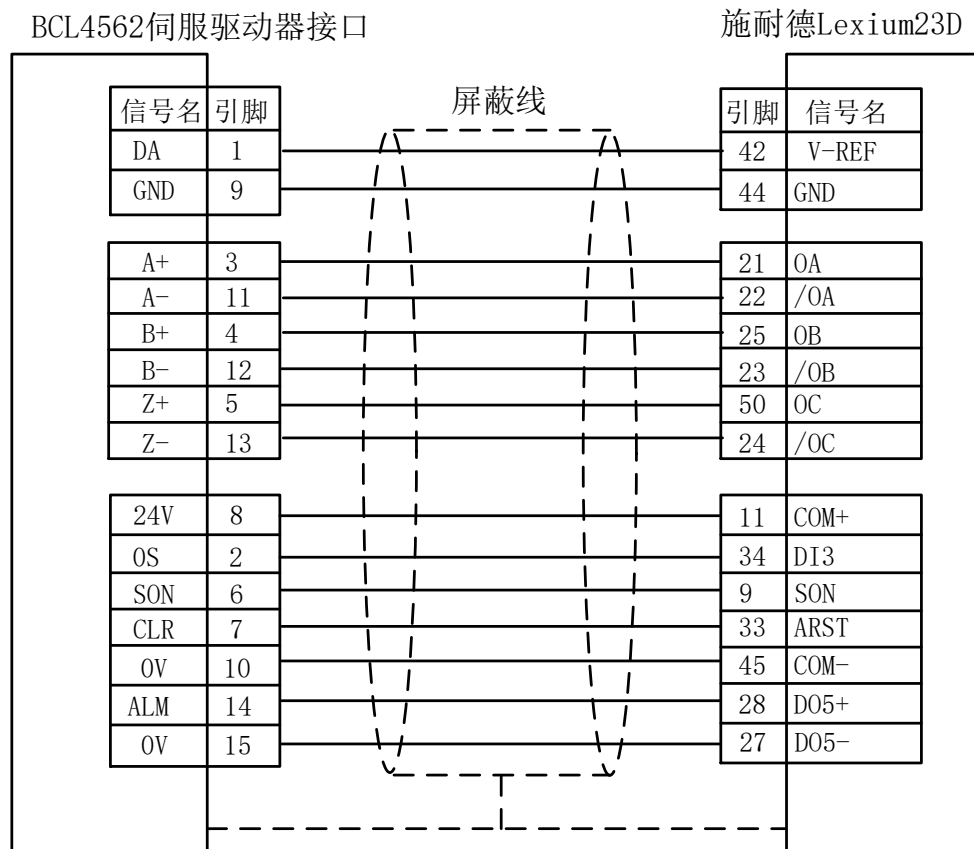 BCL4562伺服驱动器接口 施耐德Lexium23D
屏蔽线
信号名 引脚 引脚 信号名
DA 1 42 V-REF
GND 9 44 GND
A+ 3 21 OA
A- 11 22 /OA
B+ 4 25 OB
B- 12 23 /OB
Z+ 5 50 OC
Z- 13 24 /OC
24V 8 11 COM+
OS 2 34 DI3
SON 6 9 SON
CLR 7 33 ARST
0V 10 45 COM-
ALM 14 28 DO5+
0V 15 27 DO5-